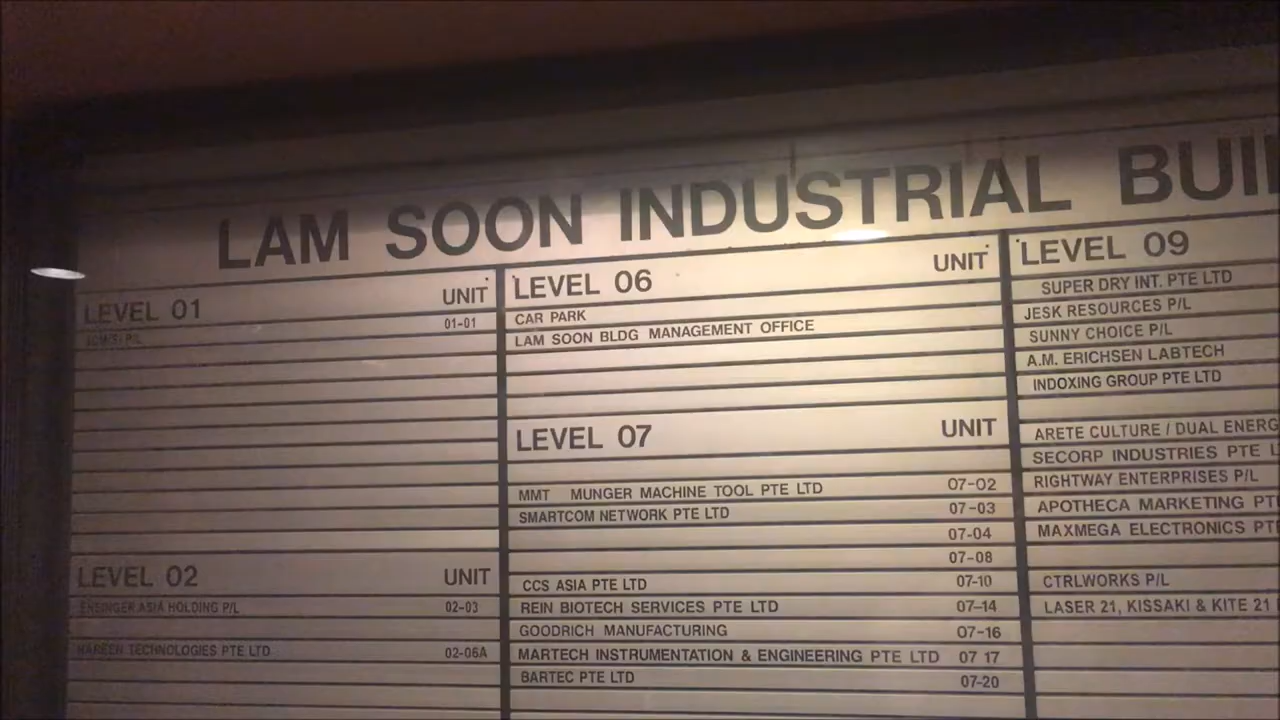 LAM SOON INDUSTRIAL BUI
LEVEL 01 UNIT
01-01
P/L
LEVEL 02 UNIT
ENSINGER ASIA HOLDING P/L 02-03
TECHNOLOGIES PTE LTD 02-06A
LEVEL 06 UNIT
CAR PARK
LAM SOON BLDG MANAGEMENT OFFICE
LEVEL 07 UNIT
MMT MUNGER MACHINE TOOL PTE LTD 07-02
SMARTCOM NETWORK PTE LTD 07-03
07-04
07-08
CCS ASIA PTE LTD 07-10
REIN BIOTECH SERVICES PTE LTD 07-14
GOODRICH MANUFACTURING 07-16
MARTECH INSTRUMENTATION & ENGINEERING PTE LTD 07 17
BARTEC PTE LTD 07-20
LEVEL 09
SUPER DRY INT. PTE LTD
JESK RESOURCES P/L
SUNNY CHOICE P/L
A.M. ERICHSEN LABTECH
INDOXING GROUP PTE LTD
ARETE CULTURE / DUAL ENERG
SECORP INDUSTRIES PTE L
RIGHTWAY ENTERPRISES P/L
APOTHECA MARKETING PT
MAXMEGA ELECTRONICS PTE
CTRLWORKS P/L
LASER 21, KISSAKI & KITE 21